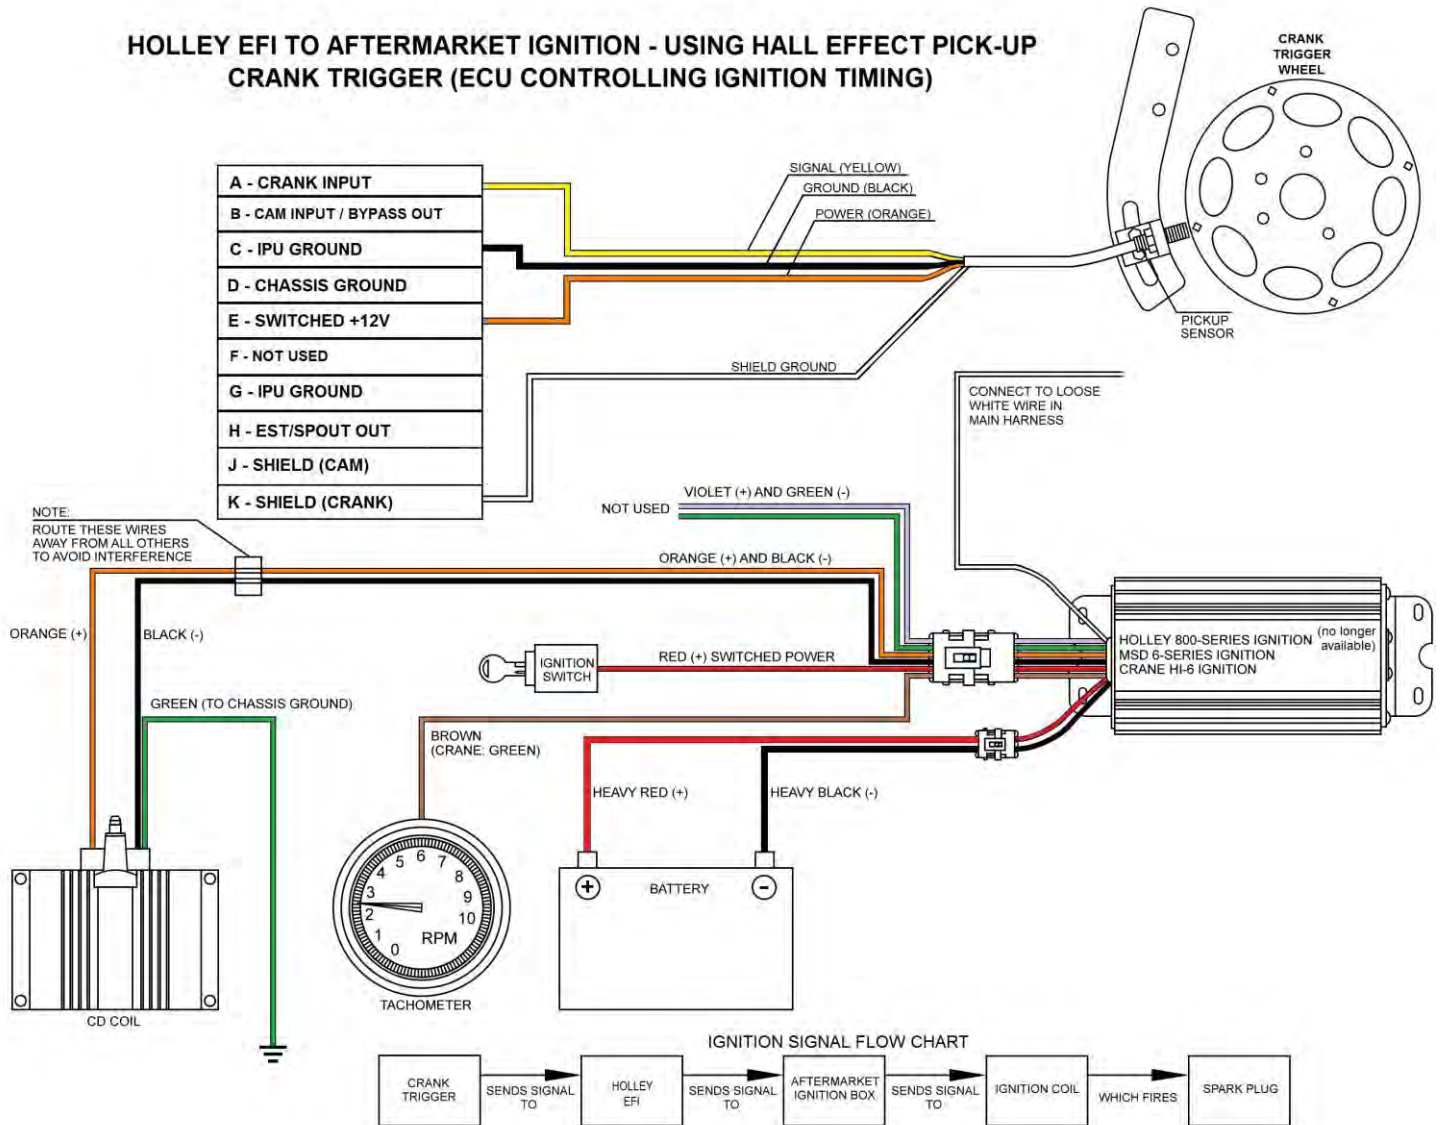 HOLLEY EFI TO AFTERMARKET IGNITION - USING HALL EFFECT PICK-UP
CRANK TRIGGER (ECU CONTROLLING IGNITION TIMING)
CRANK
TRIGGER
WHEEL
A - CRANK INPUT
B - CAM INPUT / BYPASS OUT
C - IPU GROUND
D - CHASSIS GROUND
E - SWITCHED +12V
F - NOT USED
G - IPU GROUND
H - EST/SPOUT OUT
J - SHIELD (CAM)
K - SHIELD (CRANK)
SIGNAL (YELLOW)
GROUND (BLACK)
POWER (ORANGE)
PICKUP
SENSOR
SHIELD GROUND
CONNECT TO LOOSE
WHITE WIRE IN
MAIN HARNESS
VIOLET (+) AND GREEN (-)
NOT USED
NOTE:
ROUTE THESE WIRES
AWAY FROM ALL OTHERS
TO AVOID INTERFERENCE
ORANGE (+) AND BLACK (-)
ORANGE (+)
BLACK (-)
IGNITION
SWITCH
RED (+) SWITCHED POWER
HOLLEY 800-SERIES IGNITION (no longer
available)
MSD 6-SERIES IGNITION
CRANE HI-6 IGNITION
GREEN (TO CHASSIS GROUND)
BROWN
(CRANE: GREEN)
HEAVY RED (+)
HEAVY BLACK (-)
0
1
2
3
4
5
6
7
8
9
10
RPM
+
BATTERY
-
TACHOMETER
CD COIL
IGNITION SIGNAL FLOW CHART
CRANK
TRIGGER
SENDS SIGNAL
TO
HOLLEY
EFI
SENDS SIGNAL
TO
AFTERMARKET
IGNITION BOX
SENDS SIGNAL
TO
IGNITION COIL
WHICH FIRES
SPARK PLUG